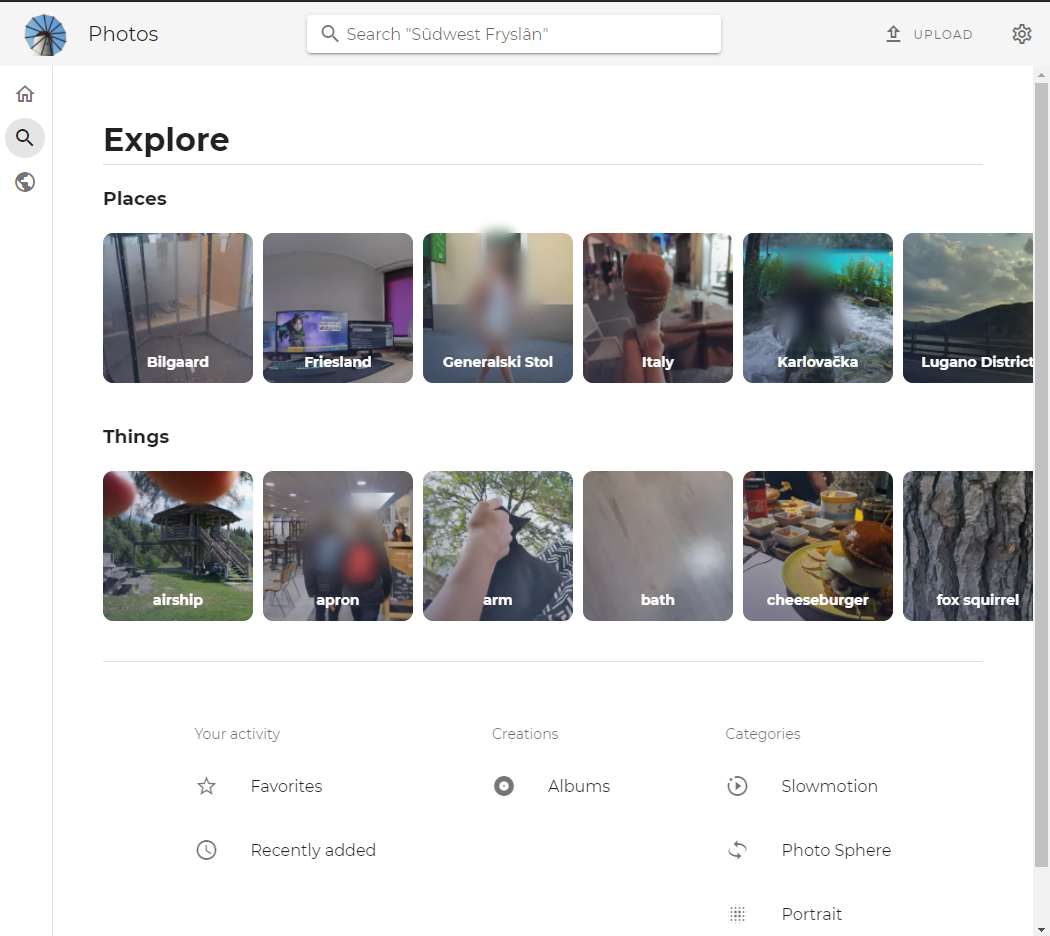 Photos
Search "Sûdwest Fryslân"
UPLOAD
Explore
Places
Bilgaard
Friesland
Generalski Stol
Italy
Karlovačka
Lugano District
Things
airship
apron
arm
bath
cheeseburger
fox squirrel
Your activity
Creations
Categories
Favorites
Albums
Slowmotion
Recently added
Photo Sphere
Portrait